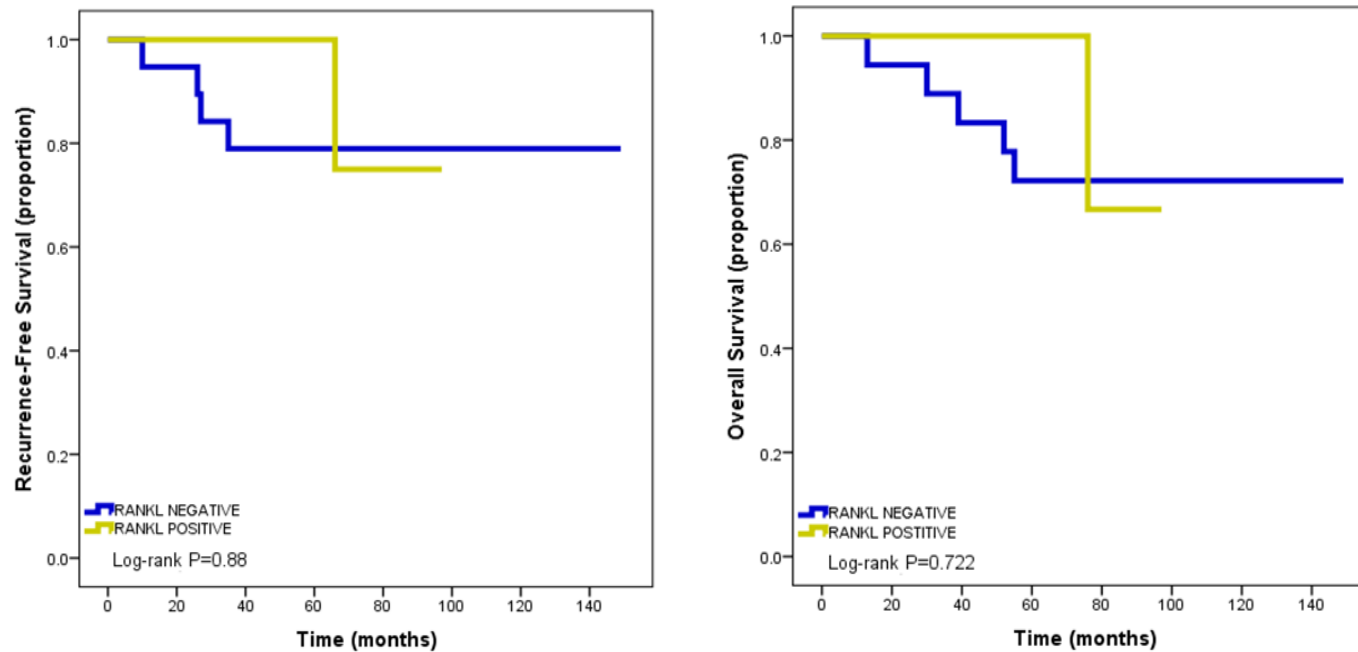 Recurrence-Free Survival (proportion)
1.0
0.8
0.6
0.4
0.2
0.0
RANKL NEGATIVE
RANKL POSITIVE
Log-rank P=0.88
0 20 40 60 80 100 120 140
Time (months)
Overall Survival (proportion)
1.0
0.8
0.6
0.4
0.2
0.0
RANKL NEGATIVE
RANKL POSTITIVE
Log-rank P=0.722
0 20 40 60 80 100 120 140
Time (months)